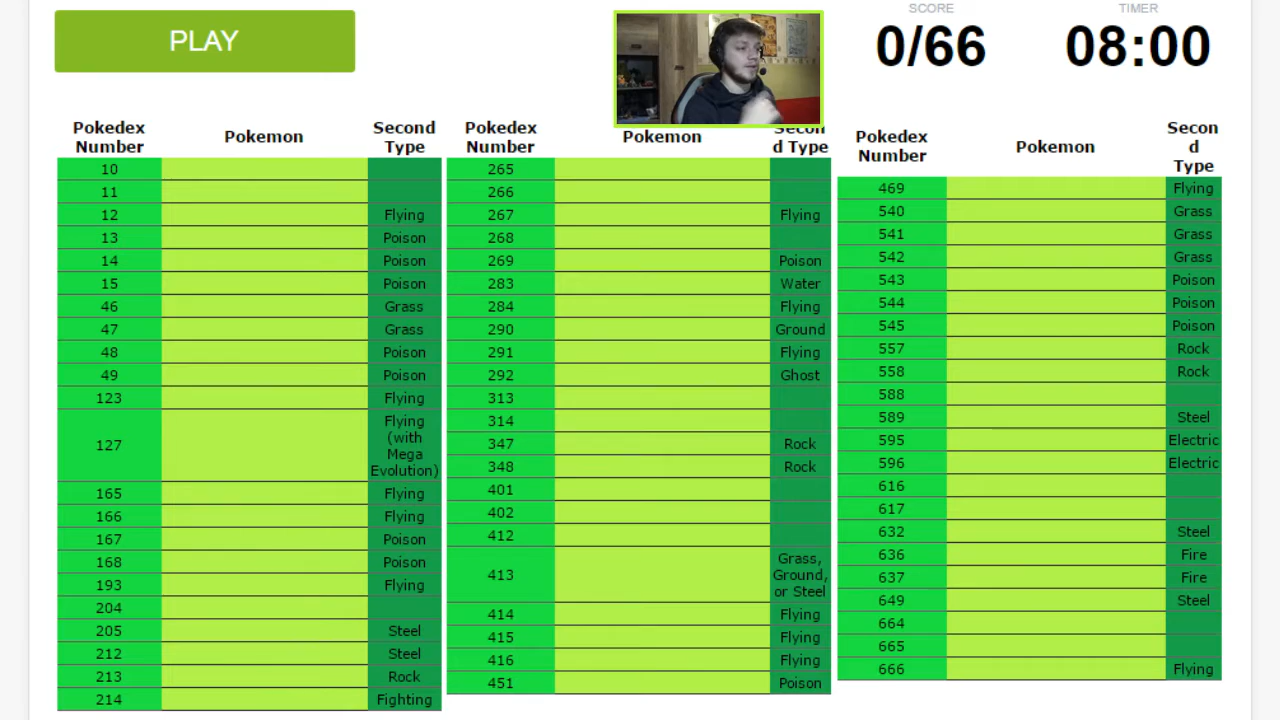 PLAY
SCORE
0/66
TIMER
08:00
Pokedex Number Pokemon Second Type
10
11
12 Flying
13 Poison
14 Poison
15 Poison
46 Grass
47 Grass
48 Poison
49 Poison
123 Flying
127 Flying (with Mega Evolution)
165 Flying
166 Flying
167 Poison
168 Poison
193 Flying
204
205 Steel
212 Steel
213 Rock
214 Fighting
Pokedex Number Pokemon Second Type
265
266
267 Flying
268
269 Poison
283 Water
284 Flying
290 Ground
291 Flying
292 Ghost
313
314
347 Rock
348 Rock
401
402
412
413 Grass, Ground, or Steel
414 Flying
415 Flying
416 Flying
451 Poison
Pokedex Number Pokemon Secon d Type
469 Flying
540 Grass
541 Grass
542 Grass
543 Poison
544 Poison
545 Poison
557 Rock
558 Rock
588
589 Steel
595 Electric
596 Electric
616
617
632 Steel
636 Fire
637 Fire
649 Steel
664
665
666 Flying